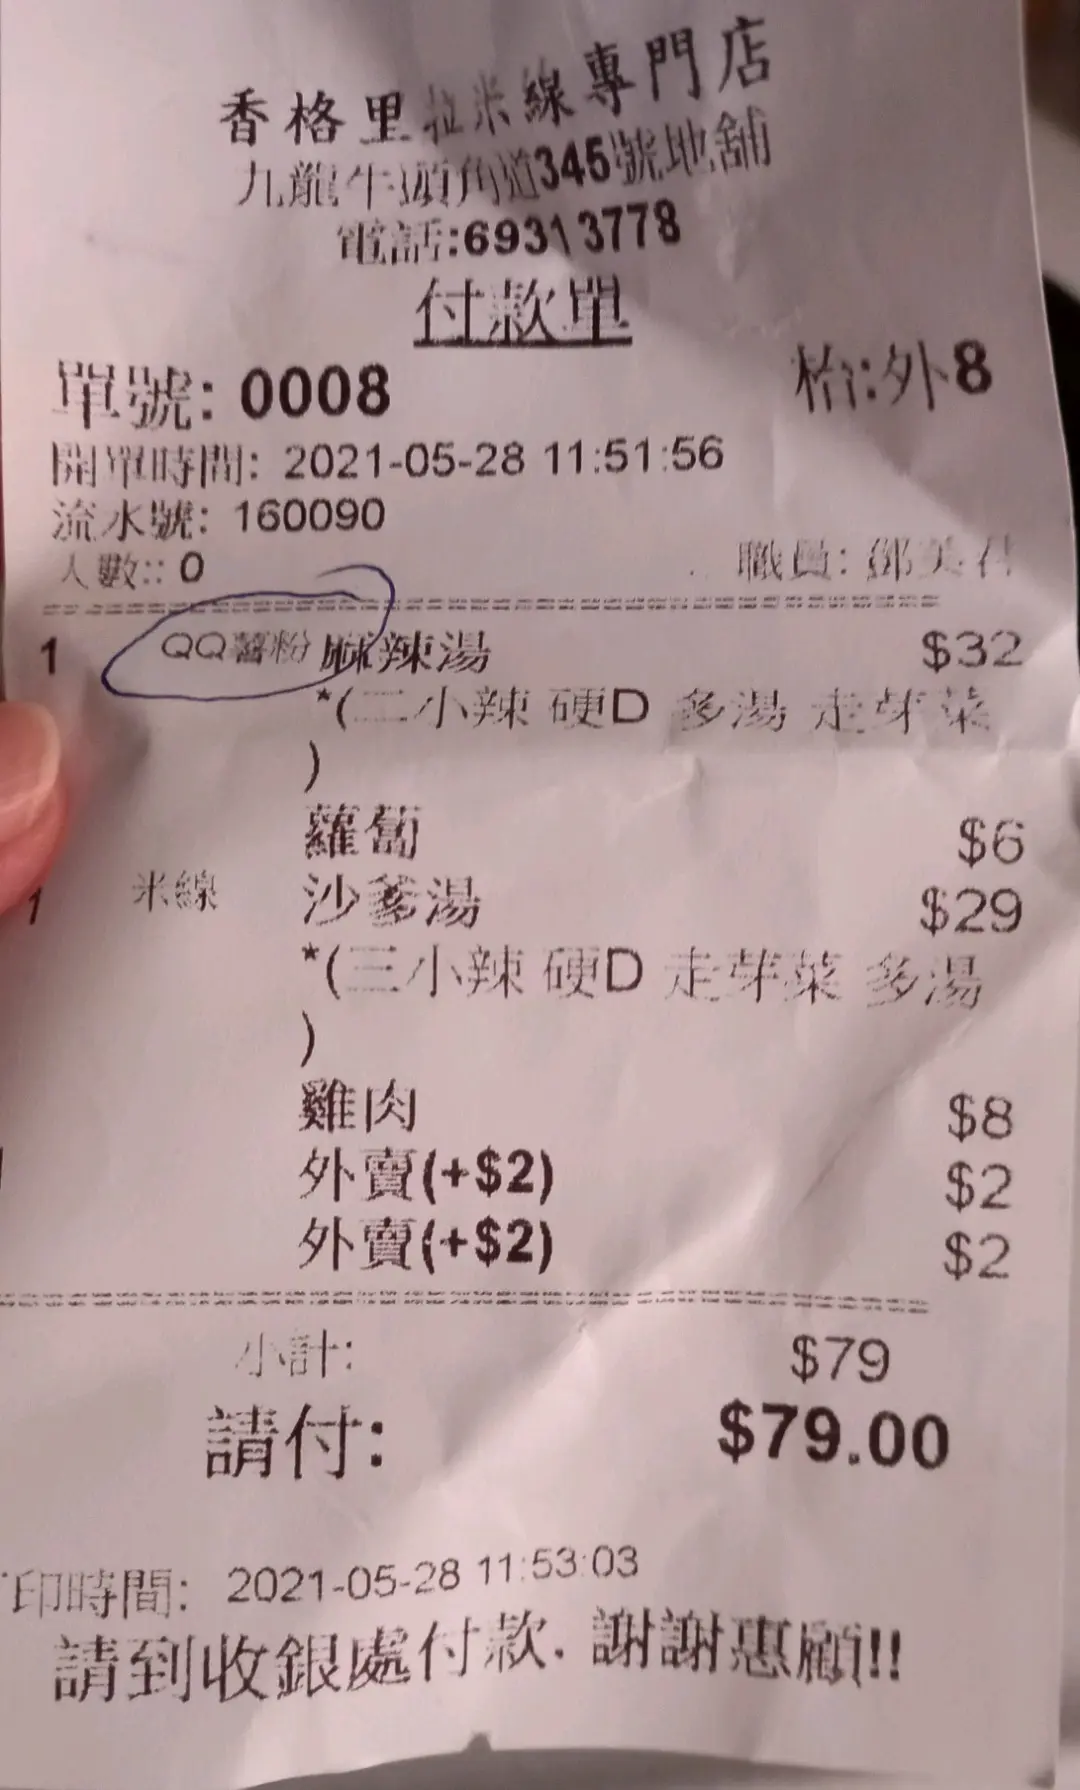 香格里拉米線專門店
九龍牛頭角道345號地舖
電話:69313778
付款單
單號: 0008 枱:外8
開單時間: 2021-05-28 11:51:56
流水號: 160090
人數:: 0 職員: 鄧美君
1 QQ薯粉 麻辣湯 $32
*(二小辣 硬D 多湯 走芽菜
)
蘿蔔 $6
1 米線 沙爹湯 $29
*(三小辣 硬D 走芽菜 多湯
)
雞肉 $8
外賣(+$2) $2
外賣(+$2) $2
小計: $79
請付: $79.00
印時間: 2021-05-28 11:53:03
請到收銀處付款. 謝謝惠顧!!